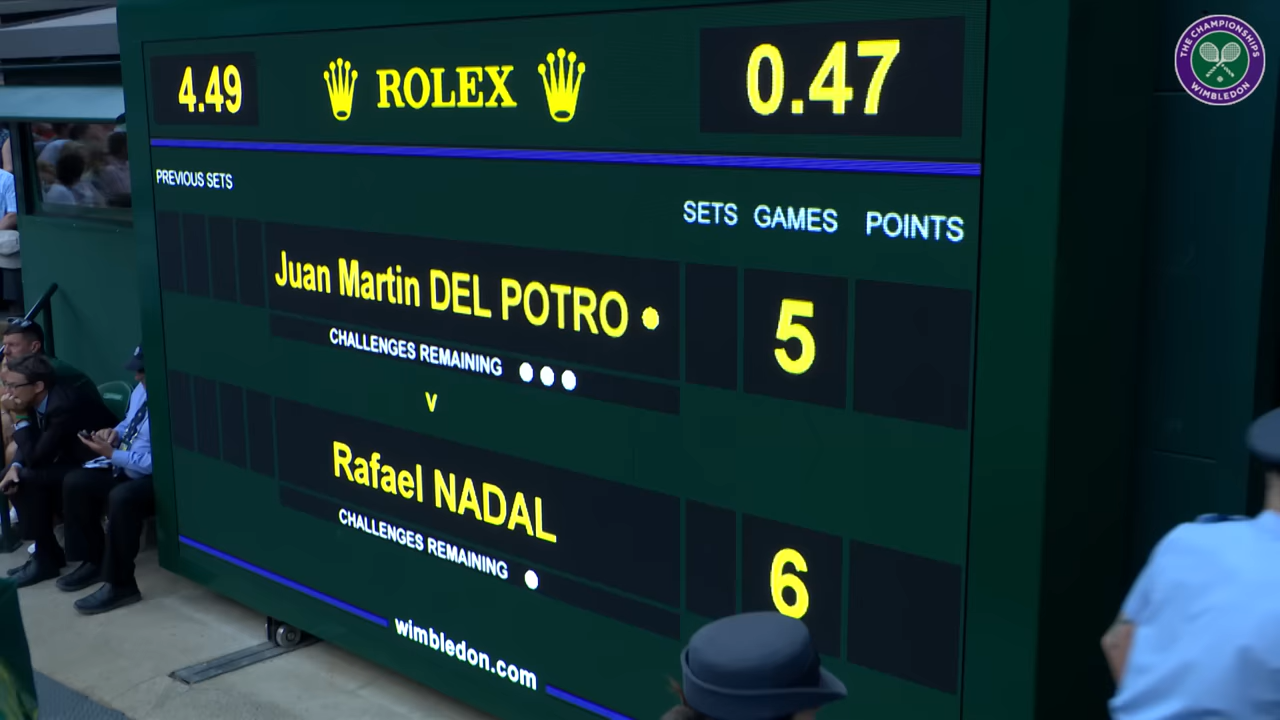 4.49 ROLEX 0.47
THE CHAMPIONSHIPS
WIMBLEDON
PREVIOUS SETS
SETS GAMES POINTS
Juan Martin DEL POTRO 5
CHALLENGES REMAINING
v
Rafael NADAL 6
CHALLENGES REMAINING
wimbledon.com